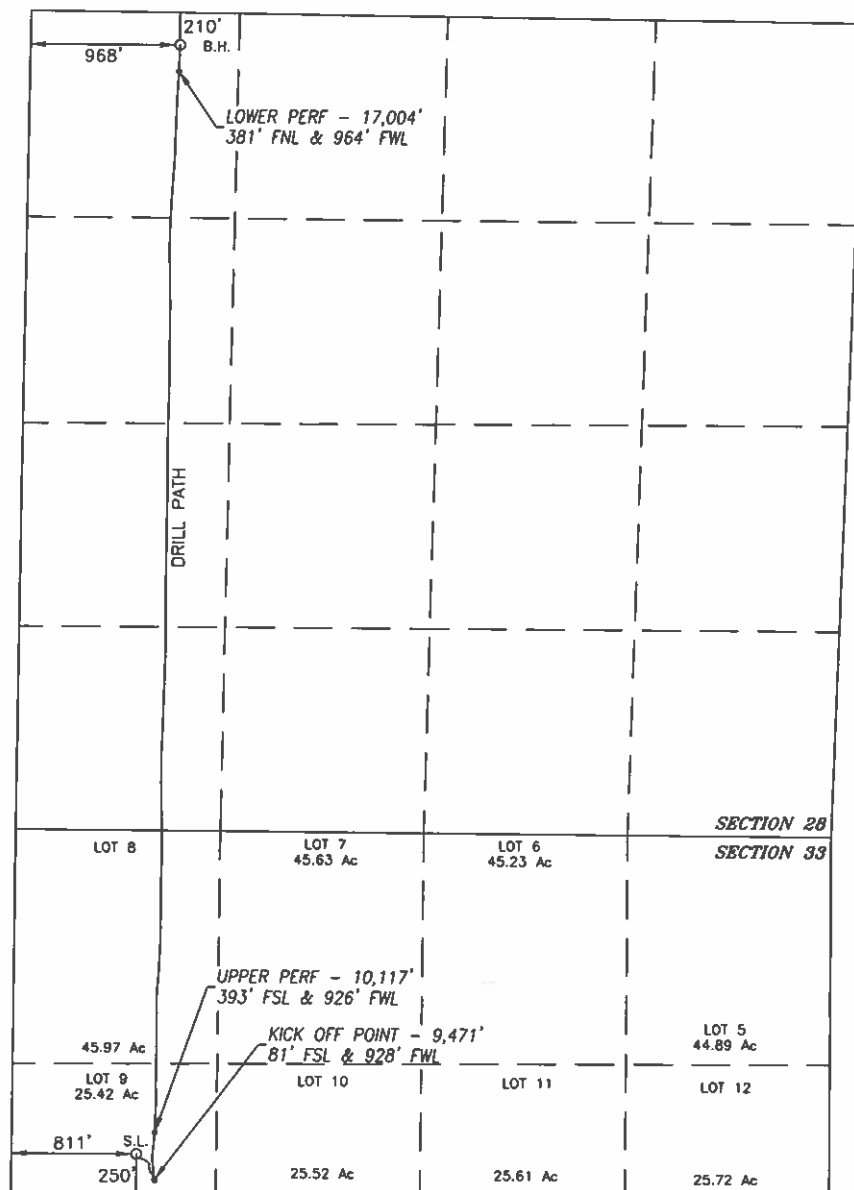 210'
B.H.
968'
LOWER PERF - 17,004'
381' FNL & 964' FWL
DRILL PATH
SECTION 28
SECTION 33
LOT 8
LOT 7
45.63 Ac
LOT 6
45.23 Ac
UPPER PERF - 10,117'
393' FSL & 926' FWL
KICK OFF POINT - 9,471'
81' FSL & 928' FWL
LOT 5
44.89 Ac
45.97 Ac
LOT 9
25.42 Ac
LOT 10
LOT 11
LOT 12
811'
S.L.
250'
25.52 Ac
25.61 Ac
25.72 Ac